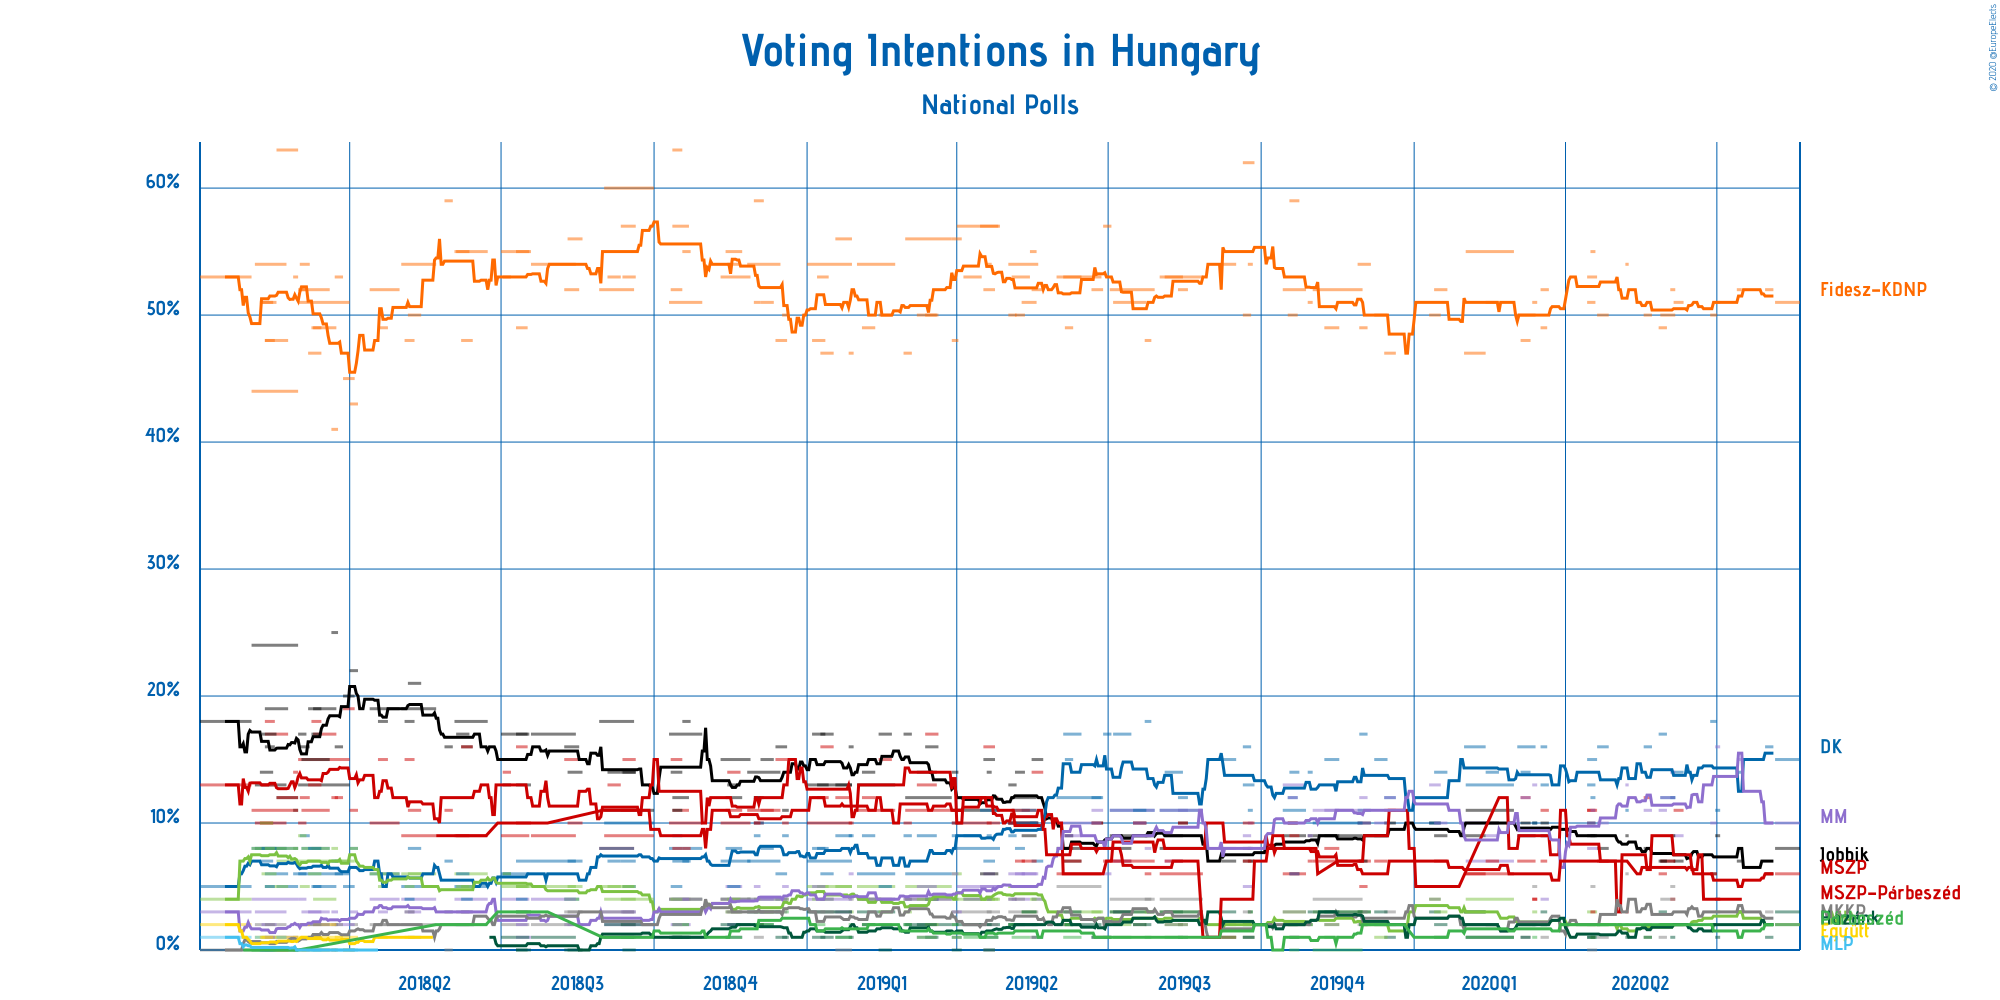 © 2020 @EuropeElects
Voting Intentions in Hungary
National Polls
60%
50%
40%
30%
20%
10%
0%
Fidesz-KDNP
DK
MM
Jobbik
MSZP
MSZP-Párbeszéd
MKKP
Együtt
MLP
2018Q2
2018Q3
2018Q4
2019Q1
2019Q2
2019Q3
2019Q4
2020Q1
2020Q2